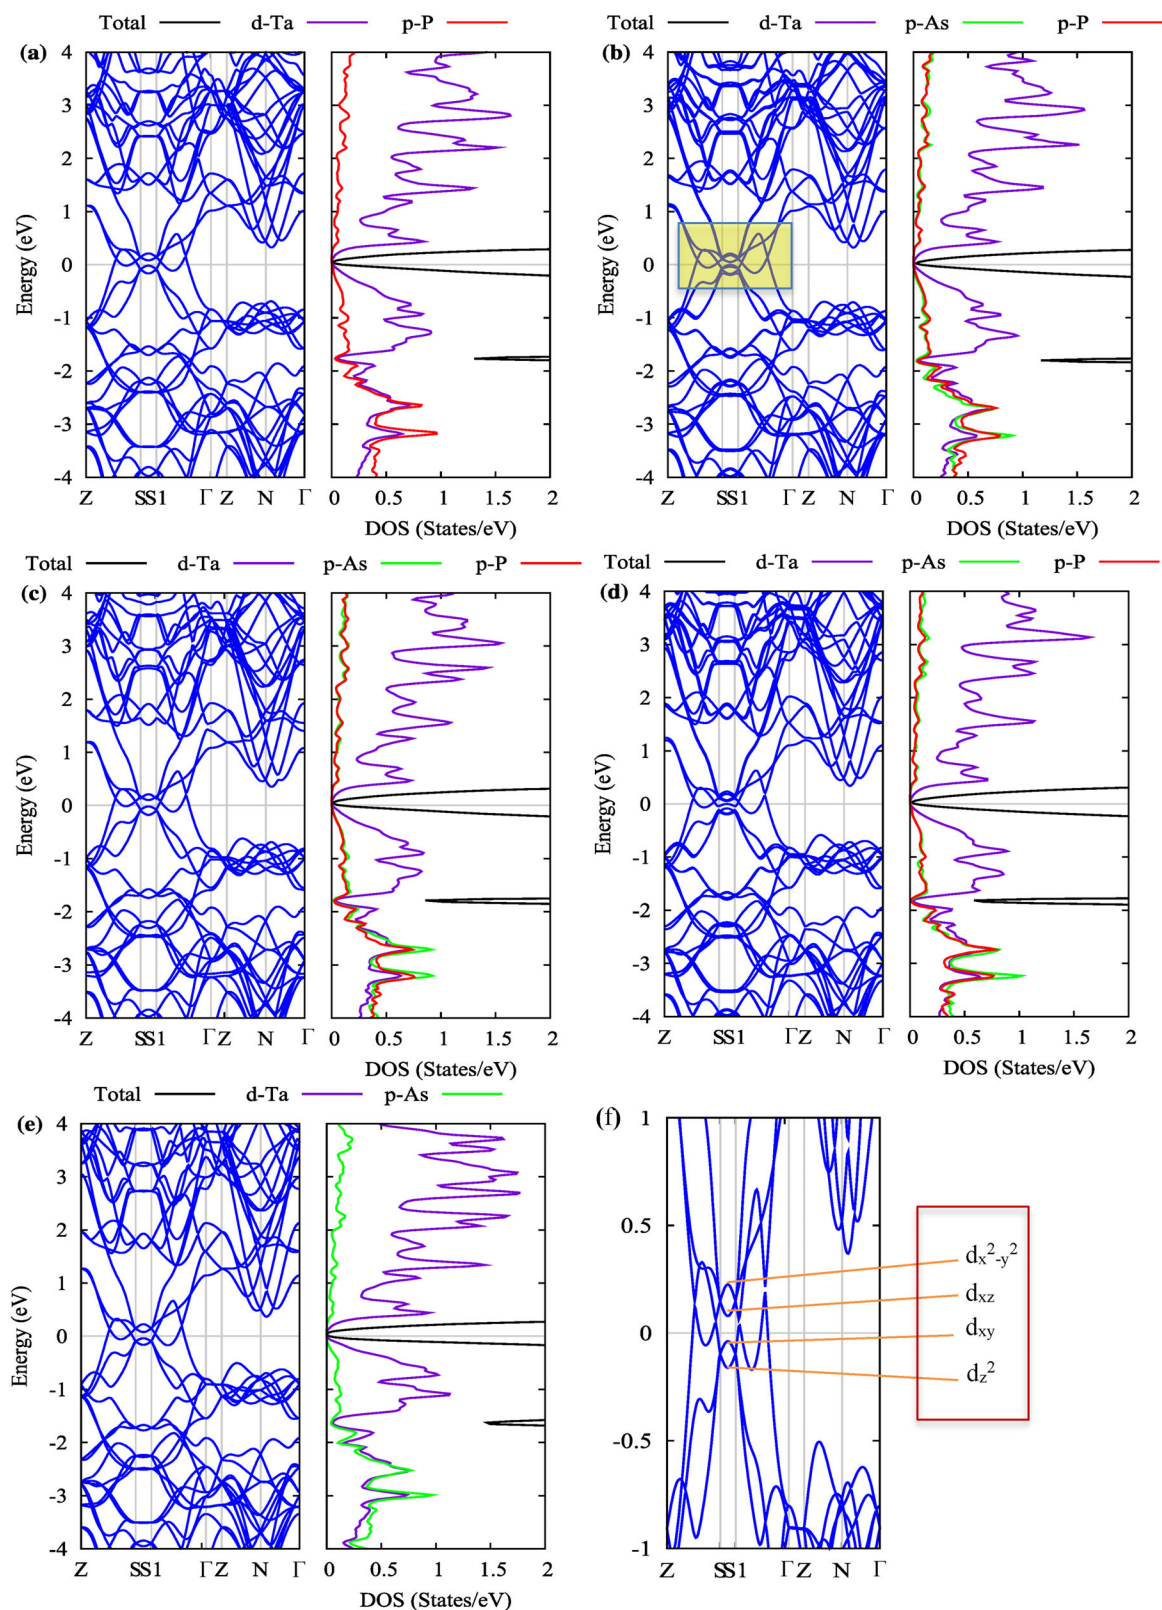 Total d-Ta p-P
Total d-Ta p-As p-P
(a)
4
3
2
1
0
-1
-2
-3
-4
Energy (eV)
Z SS1 Γ Z N Γ
0 0.5 1 1.5 2
DOS (States/eV)
(b)
4
3
2
1
0
-1
-2
-3
-4
Energy (eV)
Z SS1 Γ Z N Γ
0 0.5 1 1.5 2
DOS (States/eV)
Total d-Ta p-As p-P
Total d-Ta p-As p-P
(c)
4
3
2
1
0
-1
-2
-3
-4
Energy (eV)
Z SS1 Γ Z N Γ
0 0.5 1 1.5 2
DOS (States/eV)
(d)
4
3
2
1
0
-1
-2
-3
-4
Energy (eV)
Z SS1 Γ Z N Γ
0 0.5 1 1.5 2
DOS (States/eV)
Total d-Ta p-As
(e)
4
3
2
1
0
-1
-2
-3
-4
Energy (eV)
Z SS1 Γ Z N Γ
0 0.5 1 1.5 2
DOS (States/eV)
(f)
1
0.5
0
-0.5
-1
Z SS1 Γ Z N Γ
dx²-y²
dxz
dxy
dz²